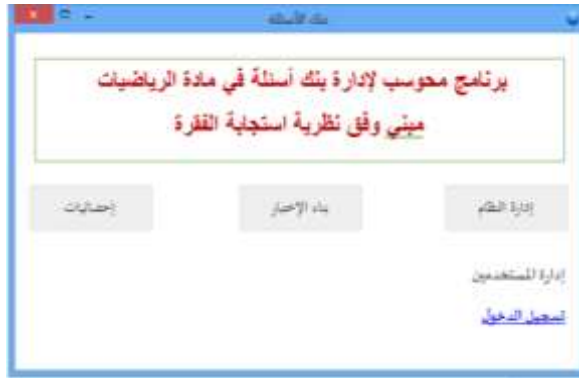 بنك الأسئلة
برنامج محوسب لإدارة بنك أسئلة في مادة الرياضيات
مبني وفق نظرية استجابة الفقرة
إدارة النظام
بناء الإختبار
إحصائيات
إدارة المستخدمين
تسجيل الدخول